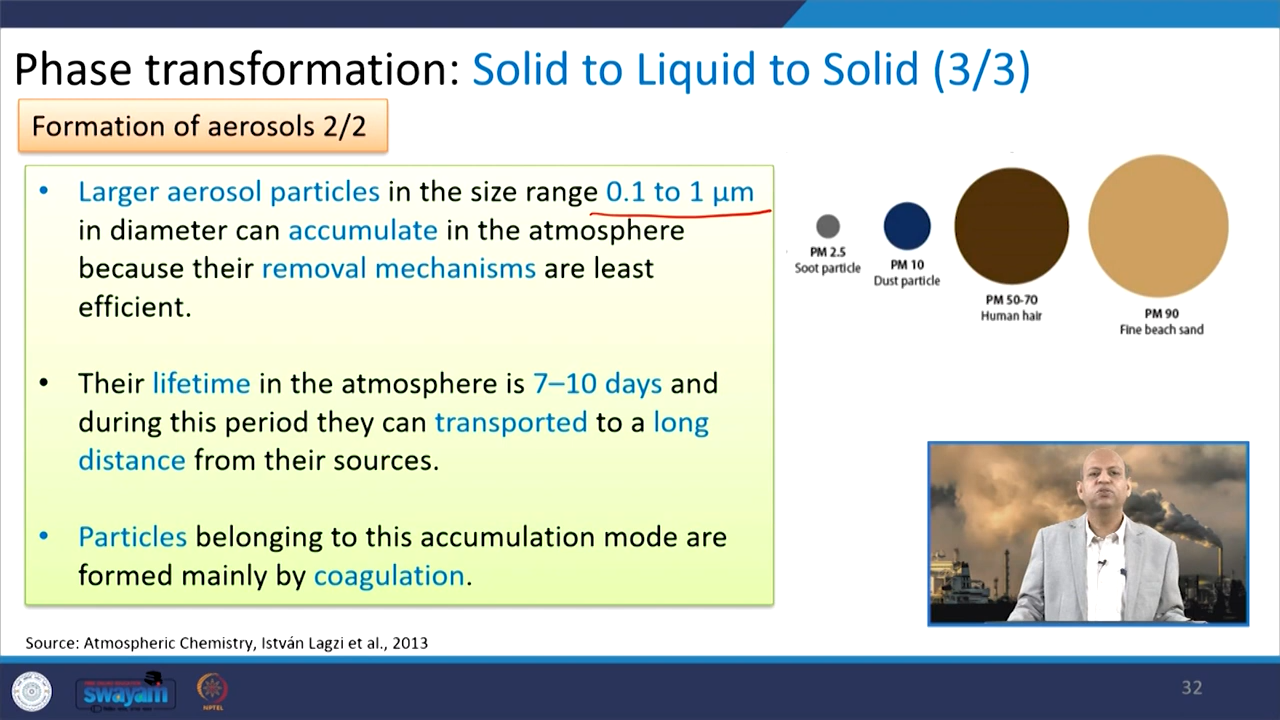 Phase transformation: Solid to Liquid to Solid (3/3)
Formation of aerosols 2/2
• Larger aerosol particles in the size range 0.1 to 1 μm
in diameter can accumulate in the atmosphere
because their removal mechanisms are least
efficient.
• Their lifetime in the atmosphere is 7–10 days and
during this period they can transported to a long
distance from their sources.
• Particles belonging to this accumulation mode are
formed mainly by coagulation.
PM 2.5
Soot particle
PM 10
Dust particle
PM 50-70
Human hair
PM 90
Fine beach sand
Source: Atmospheric Chemistry, István Lagzi et al., 2013
swayam
NPTEL
32